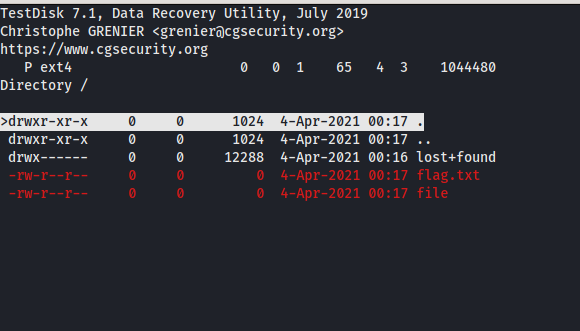 TestDisk 7.1, Data Recovery Utility, July 2019
Christophe GRENIER <grenier@cgsecurity.org>
https://www.cgsecurity.org
   P ext4                     0   0  1    65   4  3    1044480
Directory /
>drwxr-xr-x     0     0      1024  4-Apr-2021 00:17 .
 drwxr-xr-x     0     0      1024  4-Apr-2021 00:17 ..
 drwx------     0     0     12288  4-Apr-2021 00:16 lost+found
 -rw-r--r--     0     0         0  4-Apr-2021 00:17 flag.txt
 -rw-r--r--     0     0         0  4-Apr-2021 00:17 file